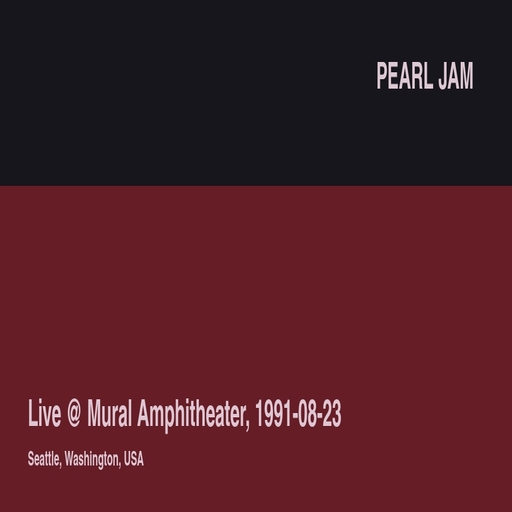 PEARL JAM
Live @ Mural Amphitheater, 1991-08-23
Seattle, Washington, USA